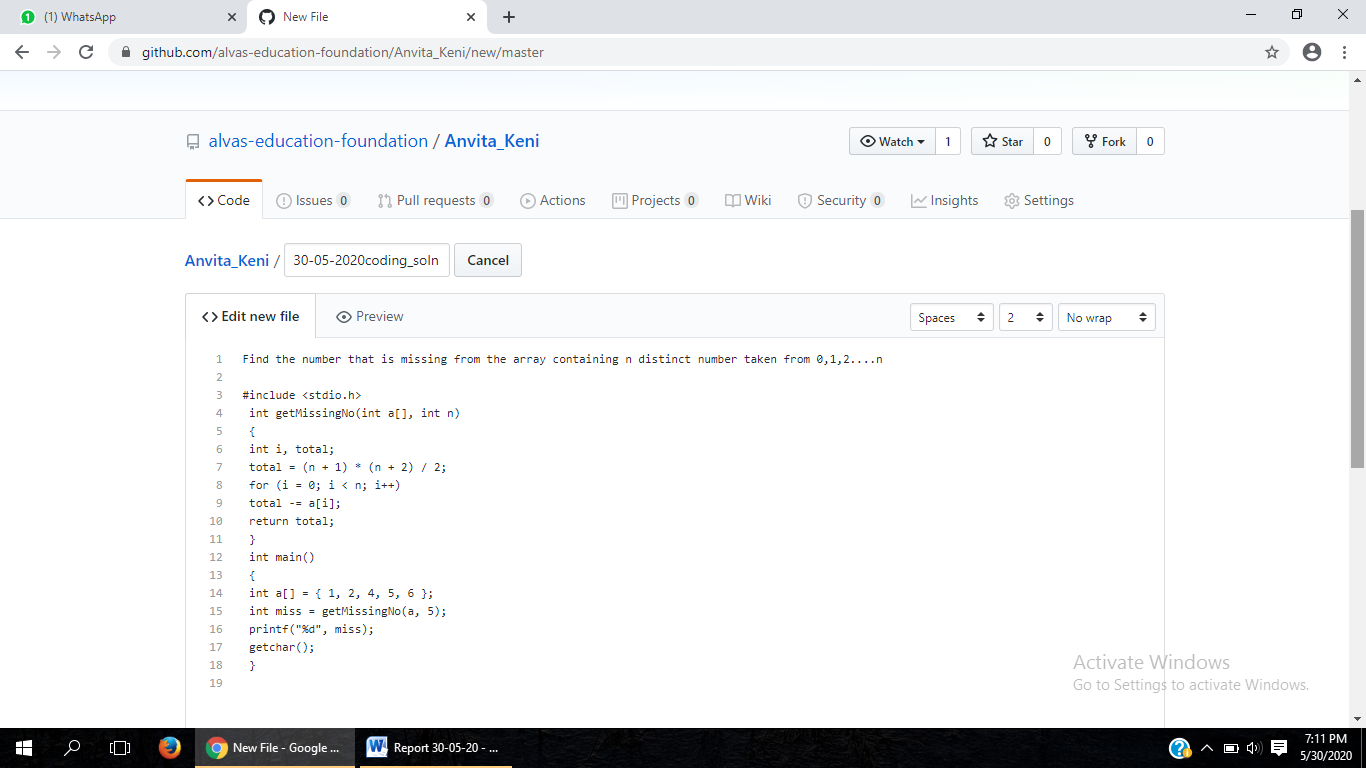 (1) WhatsApp
New File
github.com/alvas-education-foundation/Anvita_Keni/new/master
alvas-education-foundation / Anvita_Keni
Watch 1 Star 0 Fork 0
Code Issues 0 Pull requests 0 Actions Projects 0 Wiki Security 0 Insights Settings
Anvita_Keni / 30-05-2020coding_soln Cancel
Edit new file Preview Spaces 2 No wrap
1 Find the number that is missing from the array containing n distinct number taken from 0,1,2....n
2
3 #include <stdio.h>
4 int getMissingNo(int a[], int n)
5 {
6 int i, total;
7 total = (n + 1) * (n + 2) / 2;
8 for (i = 0; i < n; i++)
9 total -= a[i];
10 return total;
11 }
12 int main()
13 {
14 int a[] = { 1, 2, 4, 5, 6 };
15 int miss = getMissingNo(a, 5);
16 printf("%d", miss);
17 getchar();
18 }
19
Activate Windows
Go to Settings to activate Windows.
New File - Google ... Report 30-05-20 - ... 7:11 PM
5/30/2020